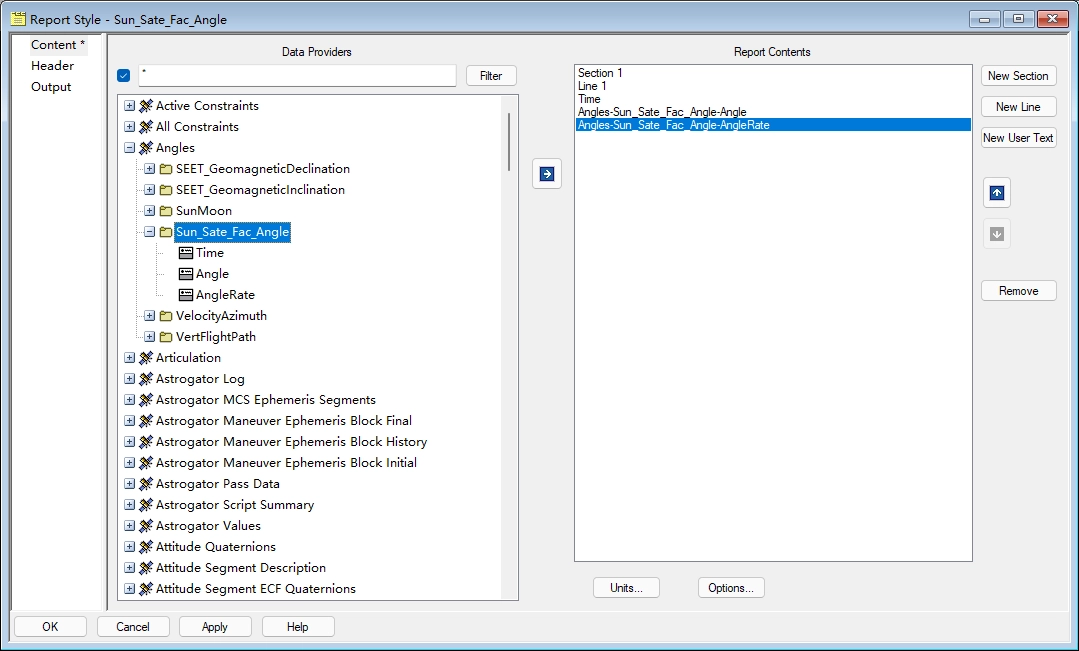 Report Style - Sun_Sate_Fac_Angle
Content *
Header
Output
Data Providers
*
Filter
Active Constraints
All Constraints
Angles
SEET_GeomagneticDeclination
SEET_GeomagneticInclination
SunMoon
Sun_Sate_Fac_Angle
Time
Angle
AngleRate
VelocityAzimuth
VertFlightPath
Articulation
Astrogator Log
Astrogator MCS Ephemeris Segments
Astrogator Maneuver Ephemeris Block Final
Astrogator Maneuver Ephemeris Block History
Astrogator Maneuver Ephemeris Block Initial
Astrogator Pass Data
Astrogator Script Summary
Astrogator Values
Attitude Quaternions
Attitude Segment Description
Attitude Segment ECF Quaternions
Report Contents
Section 1
Line 1
Time
Angles-Sun_Sate_Fac_Angle-Angle
Angles-Sun_Sate_Fac_Angle-AngleRate
New Section
New Line
New User Text
Remove
Units...
Options...
OK
Cancel
Apply
Help